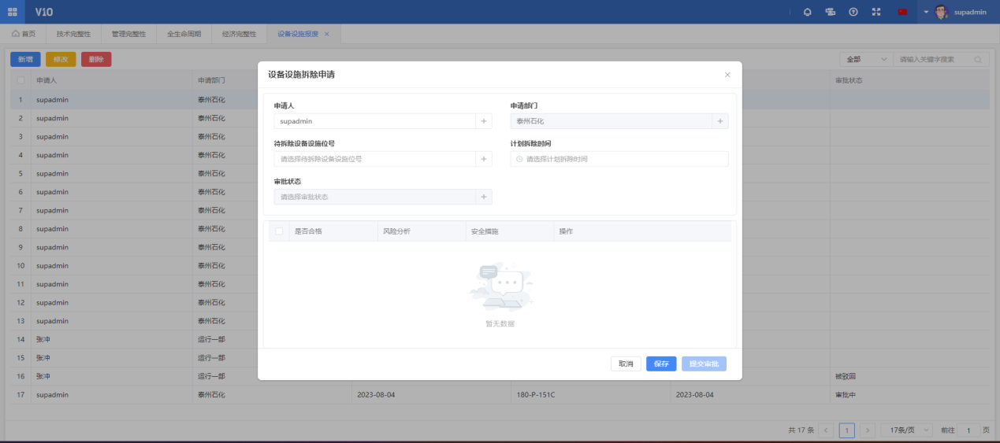 V10
supadmin
首页 技术完整性 管理完整性 全生命周期 经济完整性 设备设施报废
新增 修改 删除 全部 请输入关键字搜索
申请人 申请部门 审批状态
1 supadmin 泰州石化
2 supadmin 泰州石化
3 supadmin 泰州石化
4 supadmin 泰州石化
5 supadmin 泰州石化
6 supadmin 泰州石化
7 supadmin 泰州石化
8 supadmin 泰州石化
9 supadmin 泰州石化
10 supadmin 泰州石化
11 supadmin 泰州石化
12 supadmin 泰州石化
13 supadmin 泰州石化
14 张冲 运行一部
15 张冲 运行一部
16 张冲 运行一部 被驳回
17 supadmin 泰州石化 2023-08-04 180-P-151C 2023-08-04 审批中
共 17 条 1 17条/页 前往 1 页
设备设施拆除申请
申请人 申请部门
supadmin 泰州石化
待拆除设备设施位号 计划拆除时间
请选择待拆除设备设施位号 请选择计划拆除时间
审批状态
请选择审批状态
是否合格 风险分析 安全措施 操作
暂无数据
取消 保存 提交审批